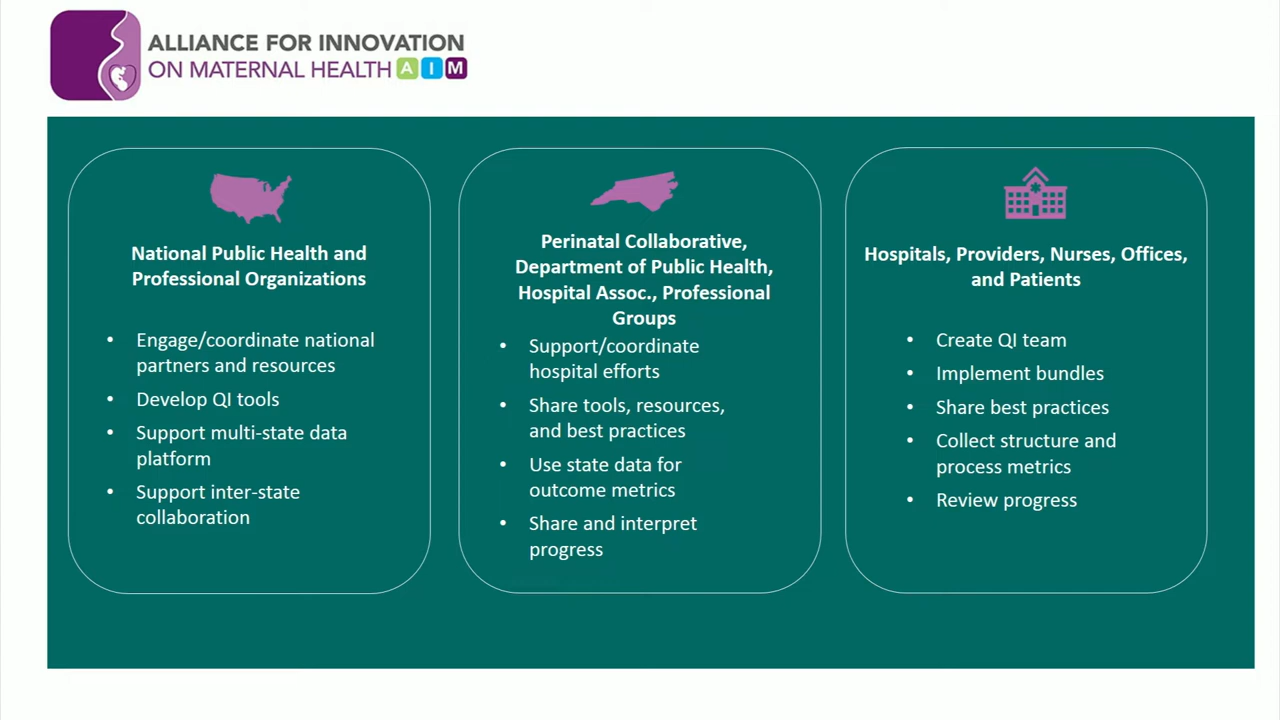 ALLIANCE FOR INNOVATION
ON MATERNAL HEALTH AIM
National Public Health and
Professional Organizations
• Engage/coordinate national
partners and resources
• Develop QI tools
• Support multi-state data
platform
• Support inter-state
collaboration
Perinatal Collaborative,
Department of Public Health,
Hospital Assoc., Professional
Groups
• Support/coordinate
hospital efforts
• Share tools, resources,
and best practices
• Use state data for
outcome metrics
• Share and interpret
progress
Hospitals, Providers, Nurses, Offices,
and Patients
• Create QI team
• Implement bundles
• Share best practices
• Collect structure and
process metrics
• Review progress